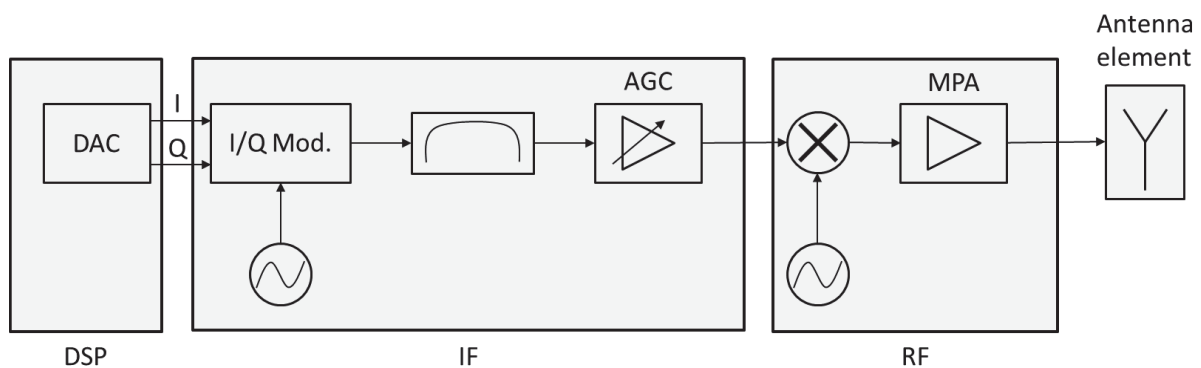 Antenna
element
AGC
MPA
I
DAC
Q
I/Q Mod.
DSP
IF
RF